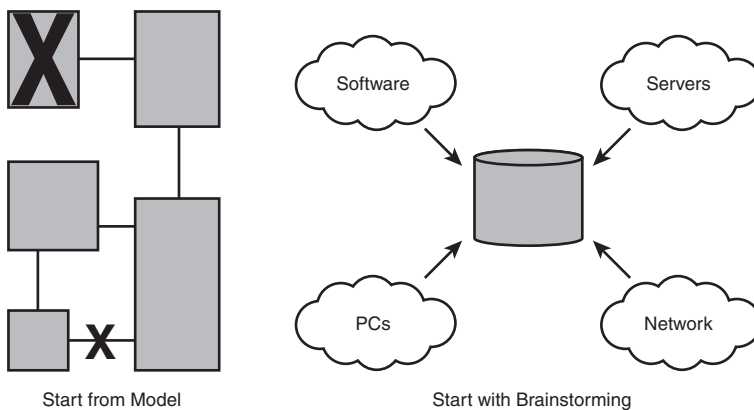 X
Software
Servers
PCs
X
Network
Start from Model
Start with Brainstorming